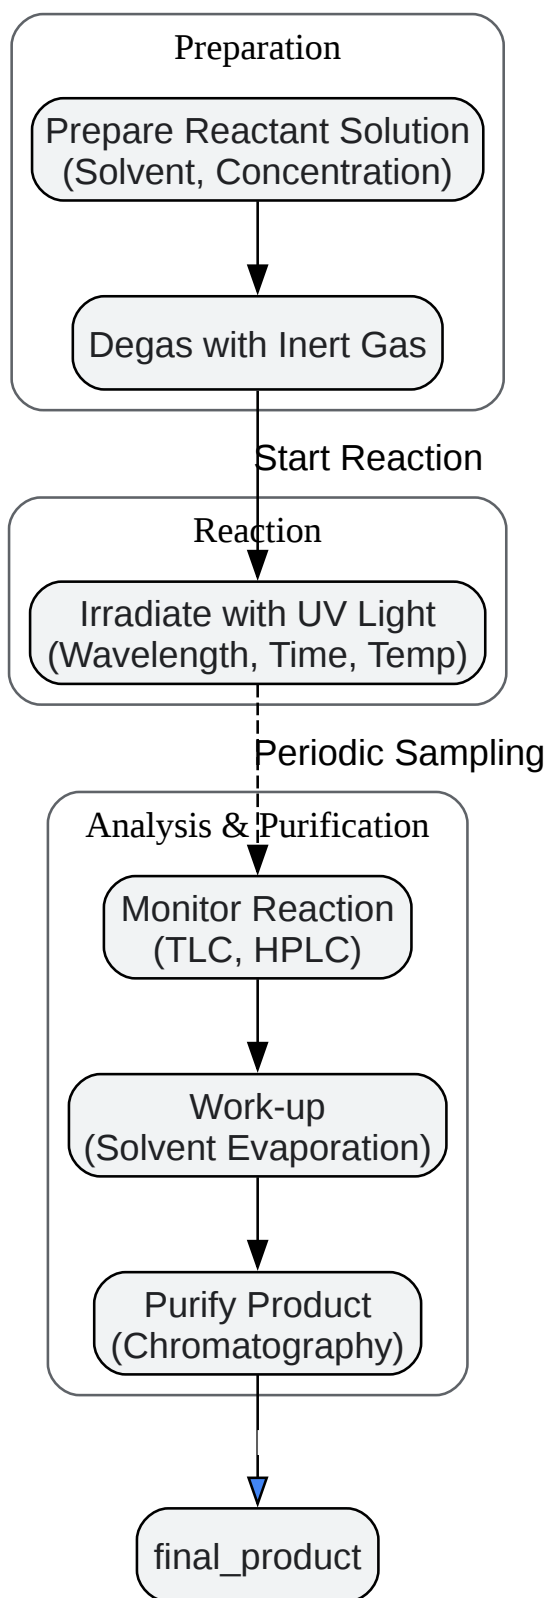 Preparation
Prepare Reactant Solution
(Solvent, Concentration)
Degas with Inert Gas
Start Reaction
Reaction
Irradiate with UV Light
(Wavelength, Time, Temp)
Periodic Sampling
Analysis & Purification
Monitor Reaction
(TLC, HPLC)
Work-up
(Solvent Evaporation)
Purify Product
(Chromatography)
final_product